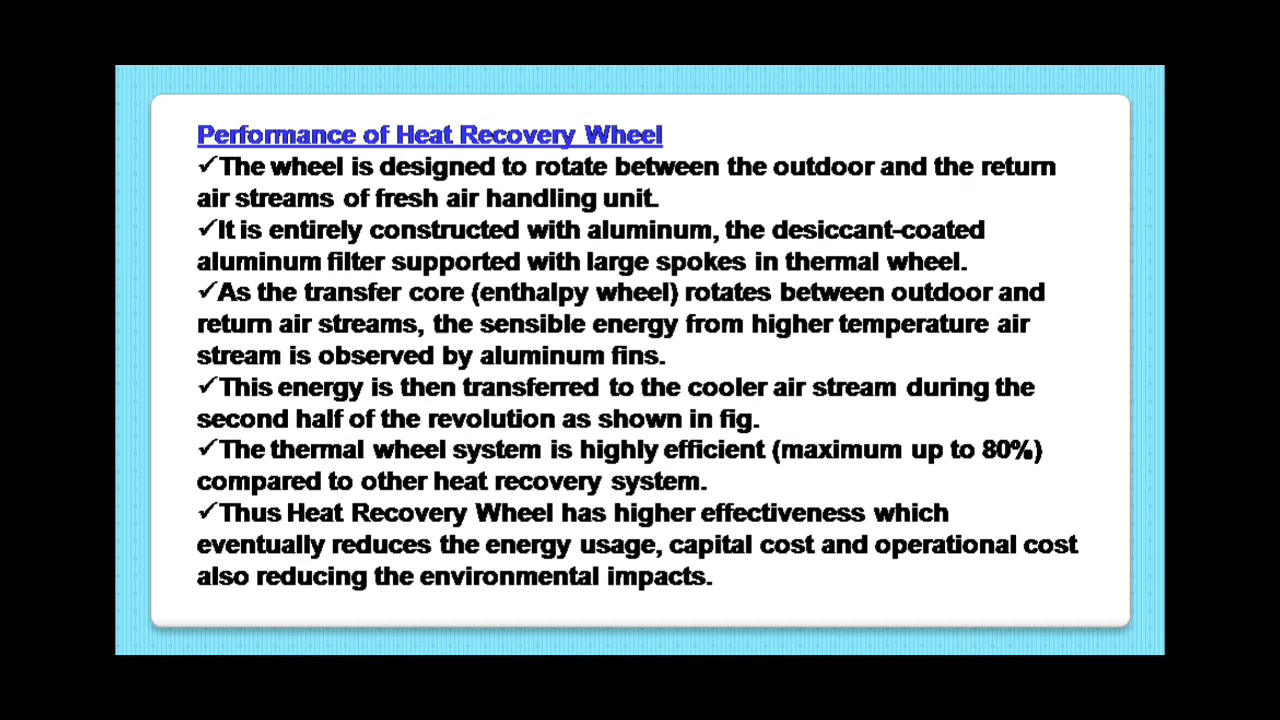 Performance of Heat Recovery Wheel
✓The wheel is designed to rotate between the outdoor and the return
air streams of fresh air handling unit.
✓It is entirely constructed with aluminum, the desiccant-coated
aluminum filter supported with large spokes in thermal wheel.
✓As the transfer core (enthalpy wheel) rotates between outdoor and
return air streams, the sensible energy from higher temperature air
stream is observed by aluminum fins.
✓This energy is then transferred to the cooler air stream during the
second half of the revolution as shown in fig.
✓The thermal wheel system is highly efficient (maximum up to 80%)
compared to other heat recovery system.
✓Thus Heat Recovery Wheel has higher effectiveness which
eventually reduces the energy usage, capital cost and operational cost
also reducing the environmental impacts.